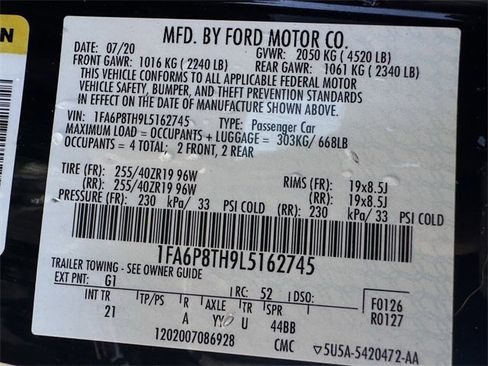 MFD. BY FORD MOTOR CO.
DATE: 07/20 GVWR: 2050 KG ( 4520 LB)
FRONT GAWR: 1016 KG ( 2240 LB) REAR GAWR: 1061 KG ( 2340 LB)
THIS VEHICLE CONFORMS TO ALL APPLICABLE FEDERAL MOTOR
VEHICLE SAFETY, BUMPER, AND THEFT PREVENTION STANDARDS
IN EFFECT ON THE DATE OF MANUFACTURE SHOWN ABOVE.
VIN: 1FA6P8TH9L5162745 TYPE: Passenger Car
MAXIMUM LOAD = OCCUPANTS + LUGGAGE = 303KG/ 668LB
OCCUPANTS = 4 TOTAL; 2 FRONT, 2 REAR
TIRE (FR): 255/40ZR19 96W RIMS (FR): 19x8.5J
(RR): 255/40ZR19 96W (RR): 19x8.5J
PRESSURE (FR): 230 kPa/ 33 PSI COLD (RR): 230 kPa/ 33 PSI COLD
1FA6P8TH9L5162745
TRAILER TOWING - SEE OWNER GUIDE
EXT PNT: G1 RC: 52 DSO: F0126
R0127
INT TR TP/PS R AXLE TR SPR
21 A YY U 44BB
1202007086928 CMC 5U5A-5420472-AA